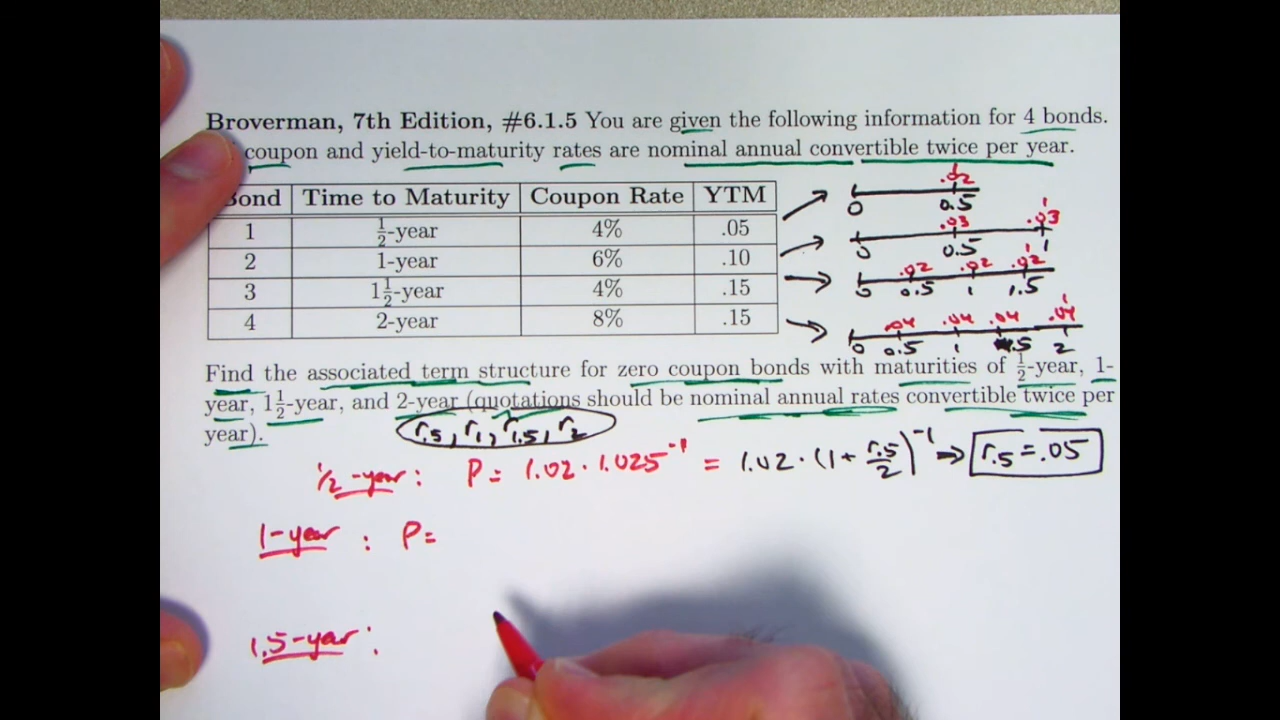 Broverman, 7th Edition, #6.1.5 You are given the following information for 4 bonds.
coupon and yield-to-maturity rates are nominal annual convertible twice per year.
Bond Time to Maturity Coupon Rate YTM
1 ½-year 4% .05
2 1-year 6% .10
3 1½-year 4% .15
4 2-year 8% .15
.02
0 0.5
.03 1 .03
0 0.5 1
.02 .02 1 .02
0 0.5 1 1.5
.04 .04 .04 1 .04
0 0.5 1 1.5 2
Find the associated term structure for zero coupon bonds with maturities of ½-year, 1-
year, 1½-year, and 2-year (quotations should be nominal annual rates convertible twice per
year).
r.5, r1, r1.5, r2
½-year: P = 1.02 · 1.025⁻¹ = 1.02 · (1 + r.5/2)⁻¹ ⇒ r.5 = .05
1-year: P =
1.5-year: